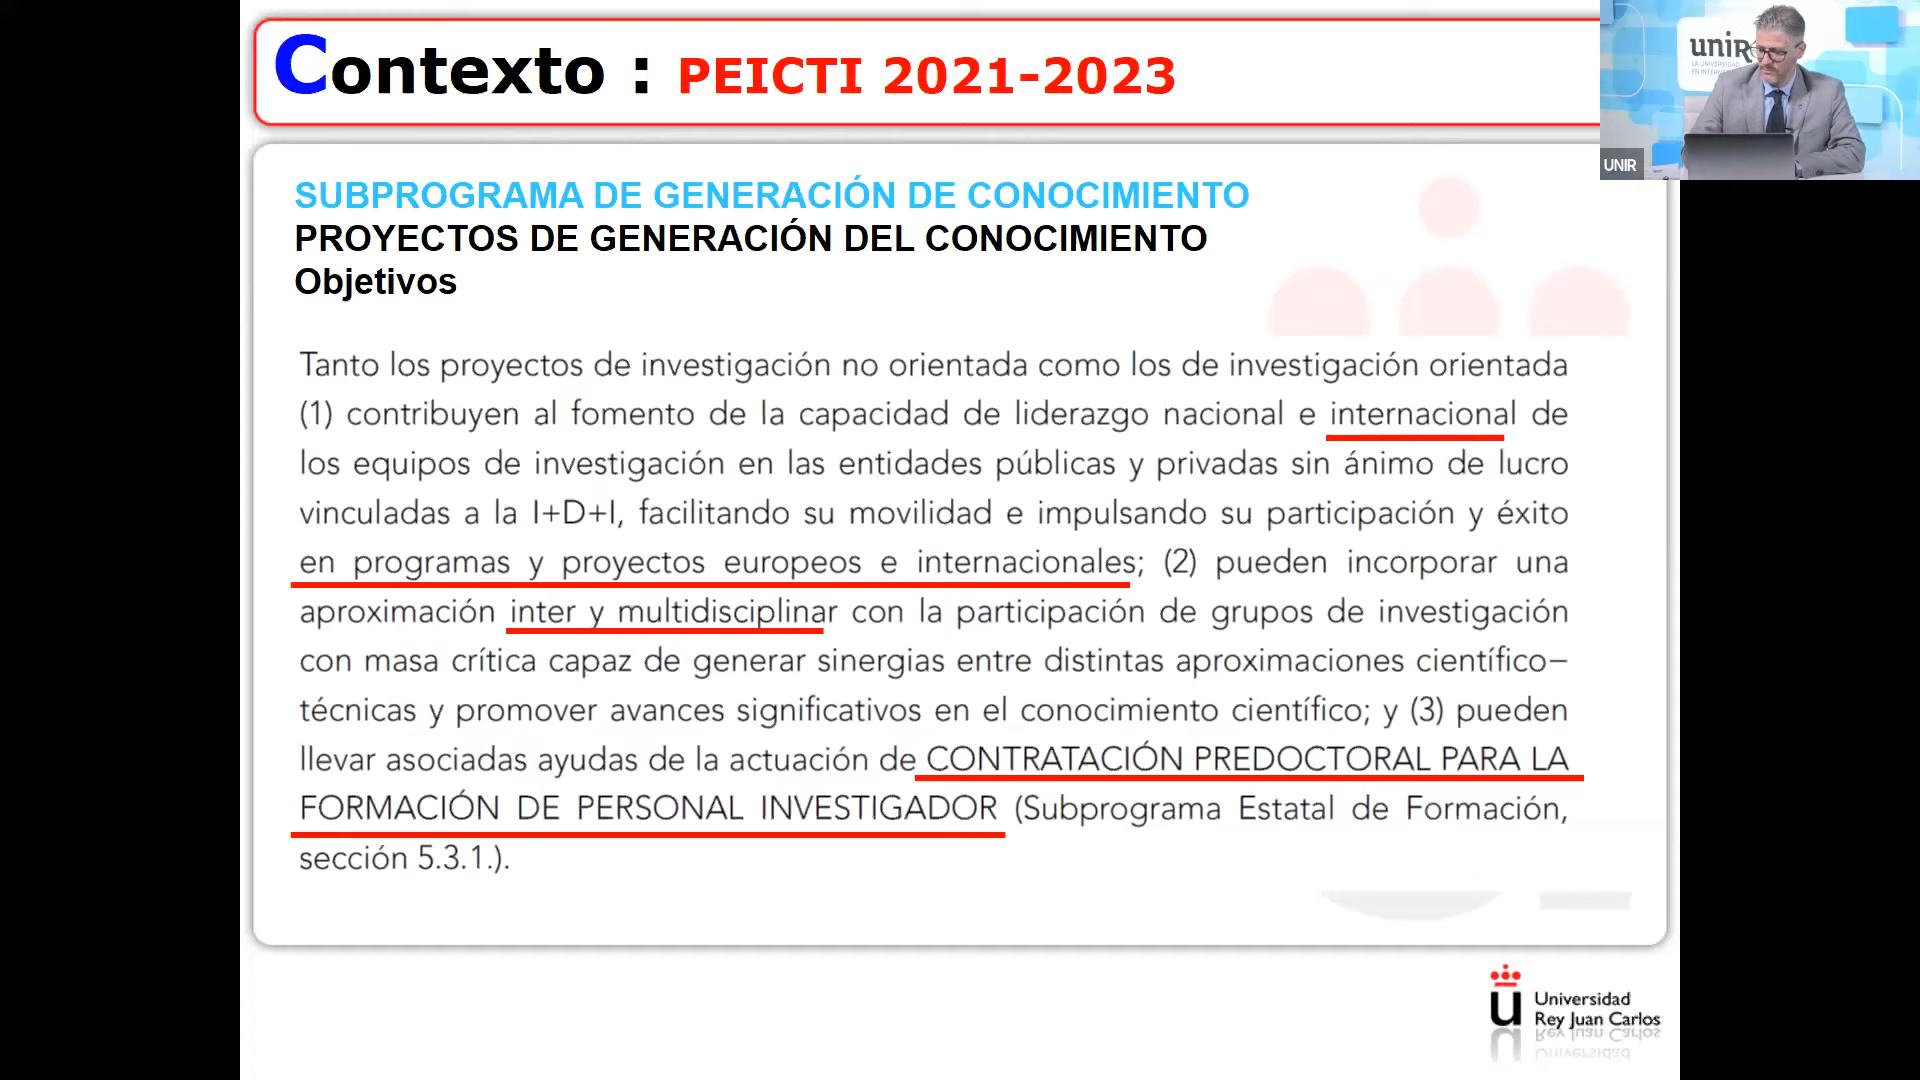 Contexto : PEICTI 2021-2023
uniR
LA UNIVERSIDAD
EN INTERNET
UNIR
SUBPROGRAMA DE GENERACIÓN DE CONOCIMIENTO
PROYECTOS DE GENERACIÓN DEL CONOCIMIENTO
Objetivos
Tanto los proyectos de investigación no orientada como los de investigación orientada
(1) contribuyen al fomento de la capacidad de liderazgo nacional e internacional de
los equipos de investigación en las entidades públicas y privadas sin ánimo de lucro
vinculadas a la I+D+I, facilitando su movilidad e impulsando su participación y éxito
en programas y proyectos europeos e internacionales; (2) pueden incorporar una
aproximación inter y multidisciplinar con la participación de grupos de investigación
con masa crítica capaz de generar sinergias entre distintas aproximaciones científico–
técnicas y promover avances significativos en el conocimiento científico; y (3) pueden
llevar asociadas ayudas de la actuación de CONTRATACIÓN PREDOCTORAL PARA LA
FORMACIÓN DE PERSONAL INVESTIGADOR (Subprograma Estatal de Formación,
sección 5.3.1.).
u
Universidad
Rey Juan Carlos